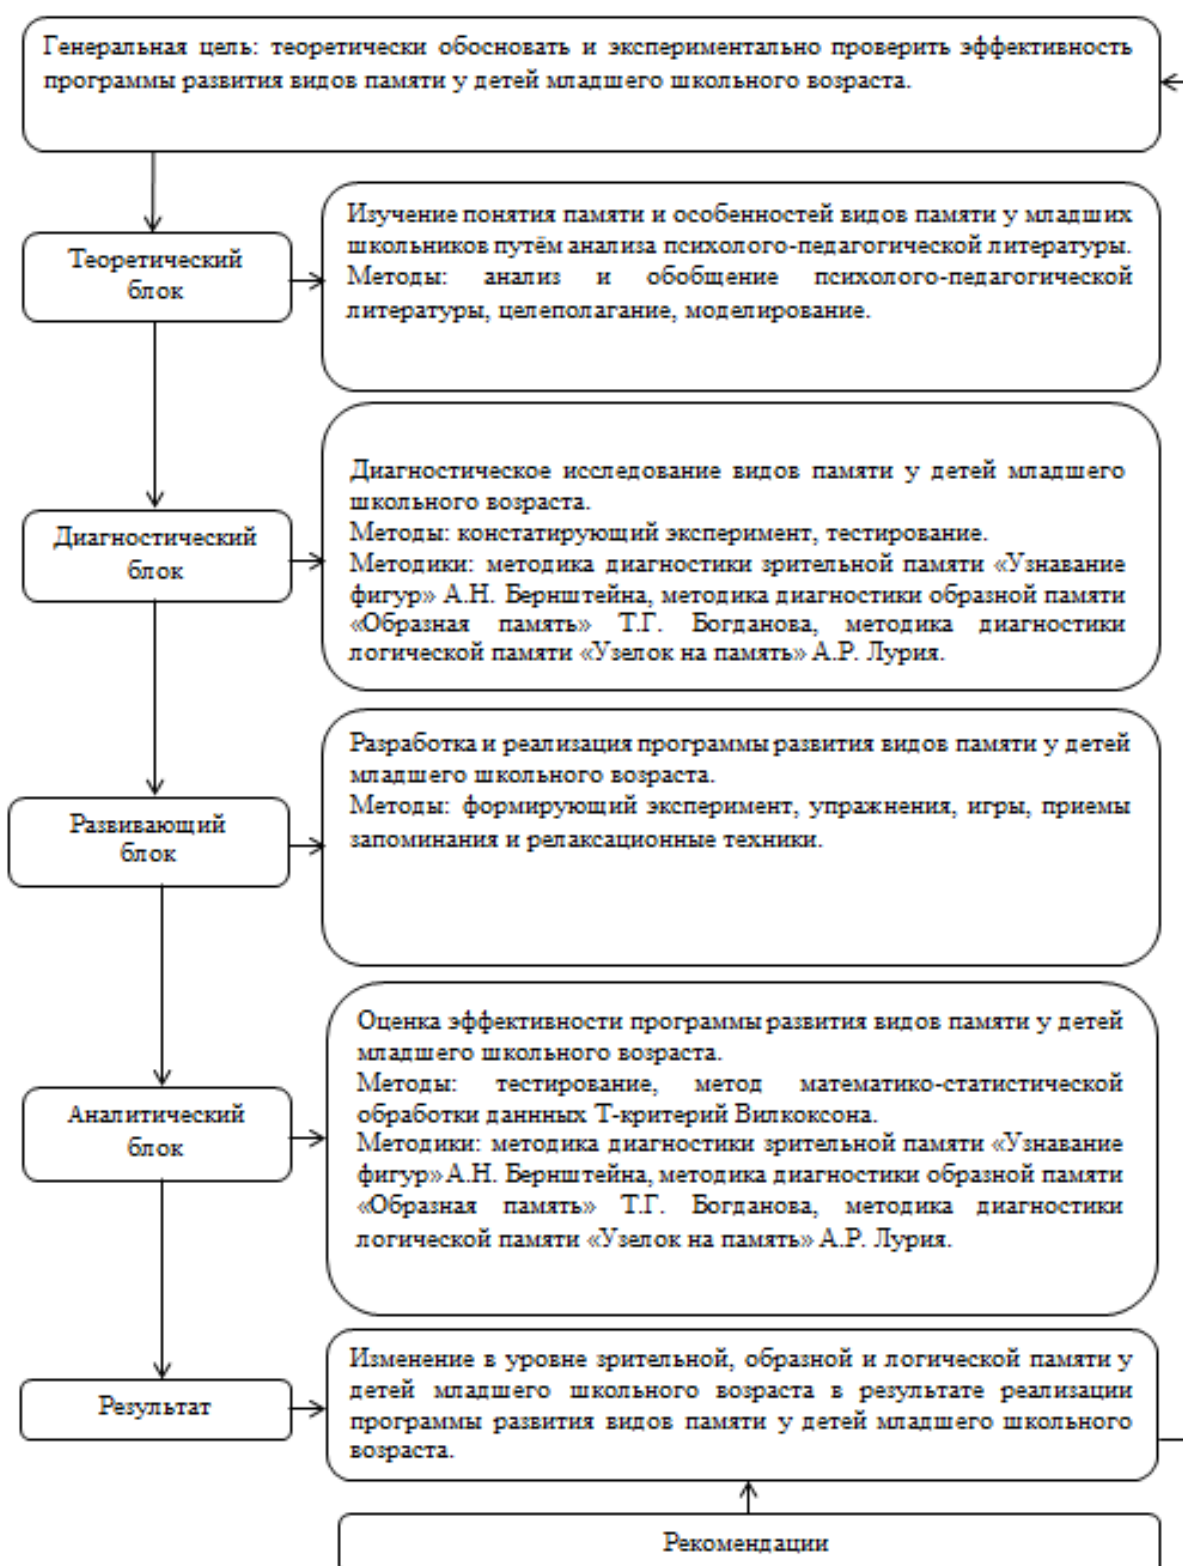 Генеральная цель: теоретически обосновать и экспериментально проверить эффективность
программы развития видов памяти у детей младшего школьного возраста.
Теоретический
блок
Изучение понятия памяти и особенностей видов памяти у младших
школьников путём анализа психолого-педагогической литературы.
Методы: анализ и обобщение психолого-педагогической
литературы, целеполагание, моделирование.
Диагностический
блок
Диагностическое исследование видов памяти у детей младшего
школьного возраста.
Методы: констатирующий эксперимент, тестирование.
Методики: методика диагностики зрительной памяти «Узнавание
фигур» А.Н. Бернштейна, методика диагностики образной памяти
«Образная память» Т.Г. Богданова, методика диагностики
логической памяти «Узелок на память» А.Р. Лурия.
Развивающий
блок
Разработка и реализация программы развития видов памяти у детей
младшего школьного возраста.
Методы: формирующий эксперимент, упражнения, игры, приемы
запоминания и релаксационные техники.
Аналитический
блок
Оценка эффективности программы развития видов памяти у детей
младшего школьного возраста.
Методы: тестирование, метод математико-статистической
обработки даннных Т-критерий Вилкоксона.
Методики: методика диагностики зрительной памяти «Узнавание
фигур» А.Н. Бернштейна, методика диагностики образной памяти
«Образная память» Т.Г. Богданова, методика диагностики
логической памяти «Узелок на память» А.Р. Лурия.
Результат
Изменение в уровне зрительной, образной и логической памяти у
детей младшего школьного возраста в результате реализации
программы развития видов памяти у детей младшего школьного
возраста.
Рекомендации